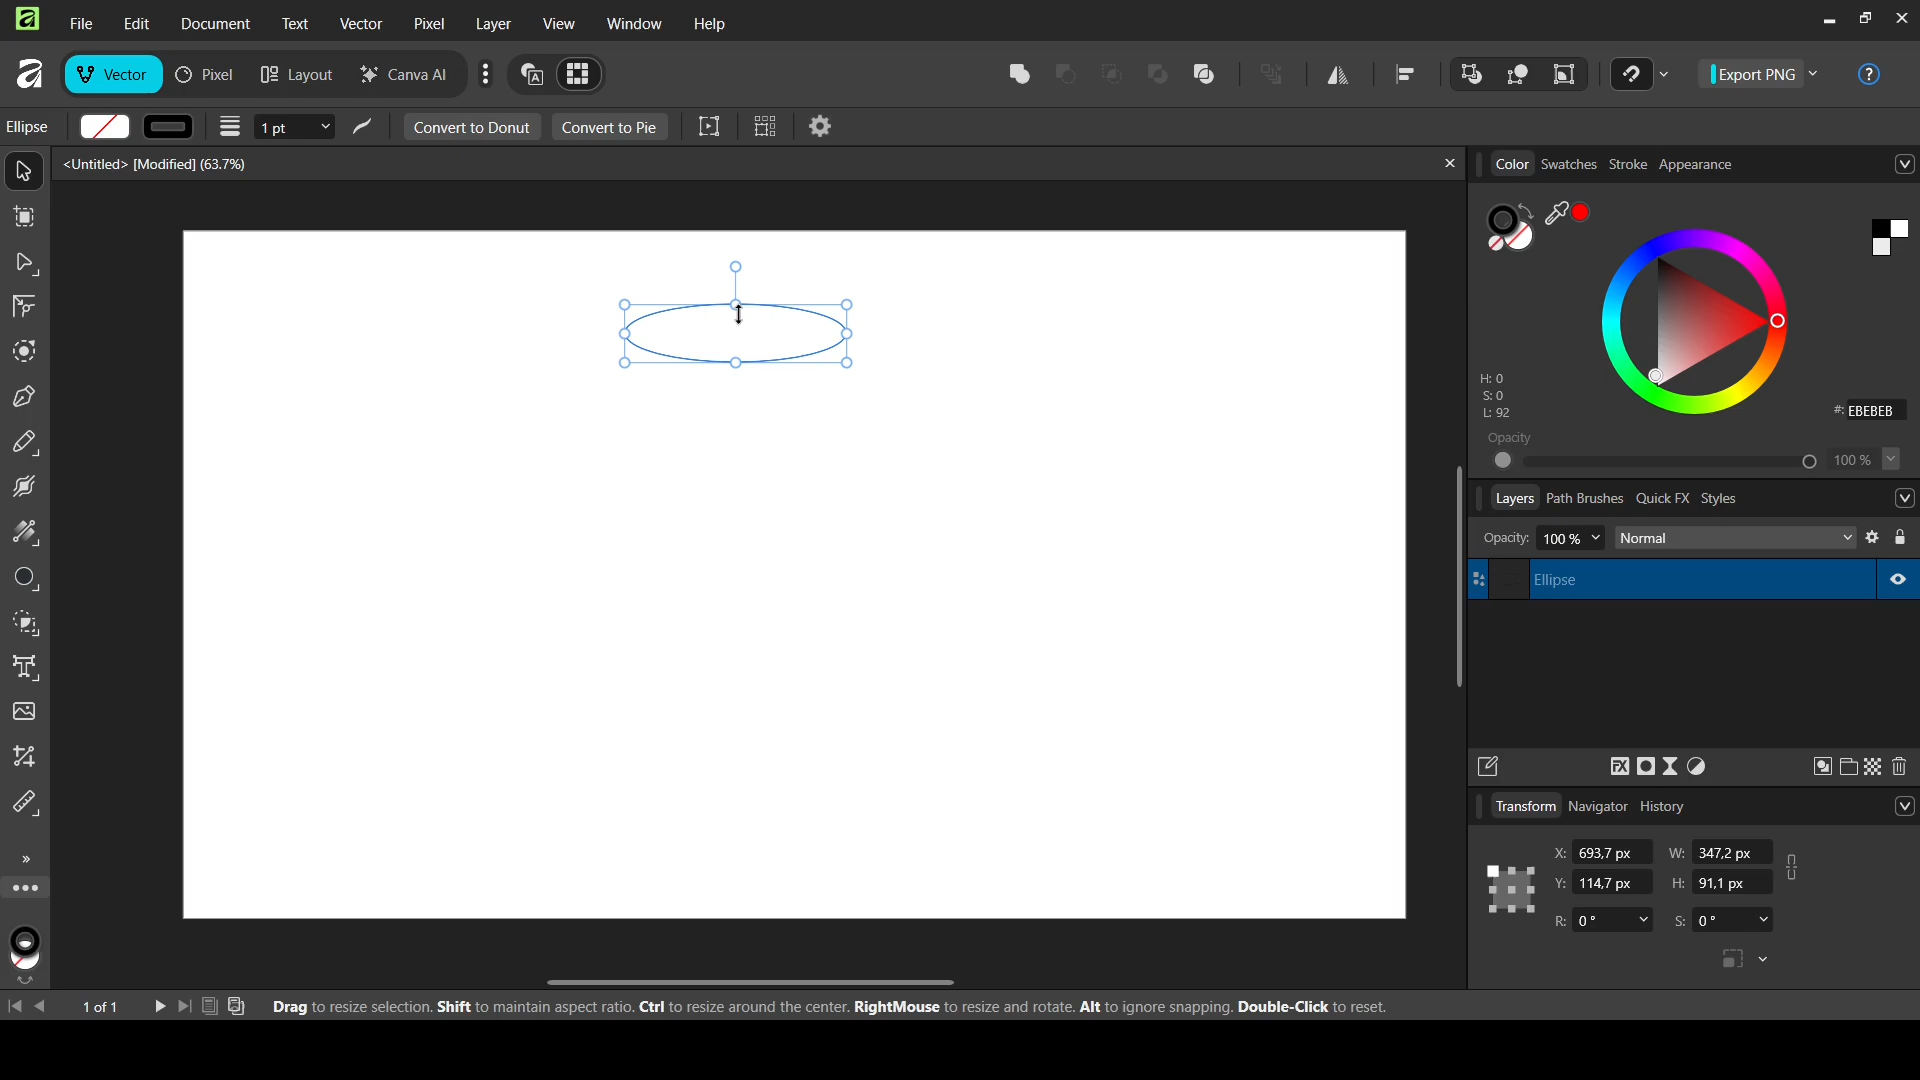 File Edit Document Text Vector Pixel Layer View Window Help
Vector Pixel Layout Canva AI Export PNG
Ellipse 1 pt Convert to Donut Convert to Pie
<Untitled> [Modified] (63.7%)
Color Swatches Stroke Appearance
H: 0
S: 0
L: 92
#: EBEBEB
Opacity
100 %
Layers Path Brushes Quick FX Styles
Opacity: 100 % Normal
Ellipse
FX
Transform Navigator History
X: 693,7 px W: 347,2 px
Y: 114,7 px H: 91,1 px
R: 0 ° S: 0 °
1 of 1 Drag to resize selection. Shift to maintain aspect ratio. Ctrl to resize around the center. RightMouse to resize and rotate. Alt to ignore snapping. Double-Click to reset.